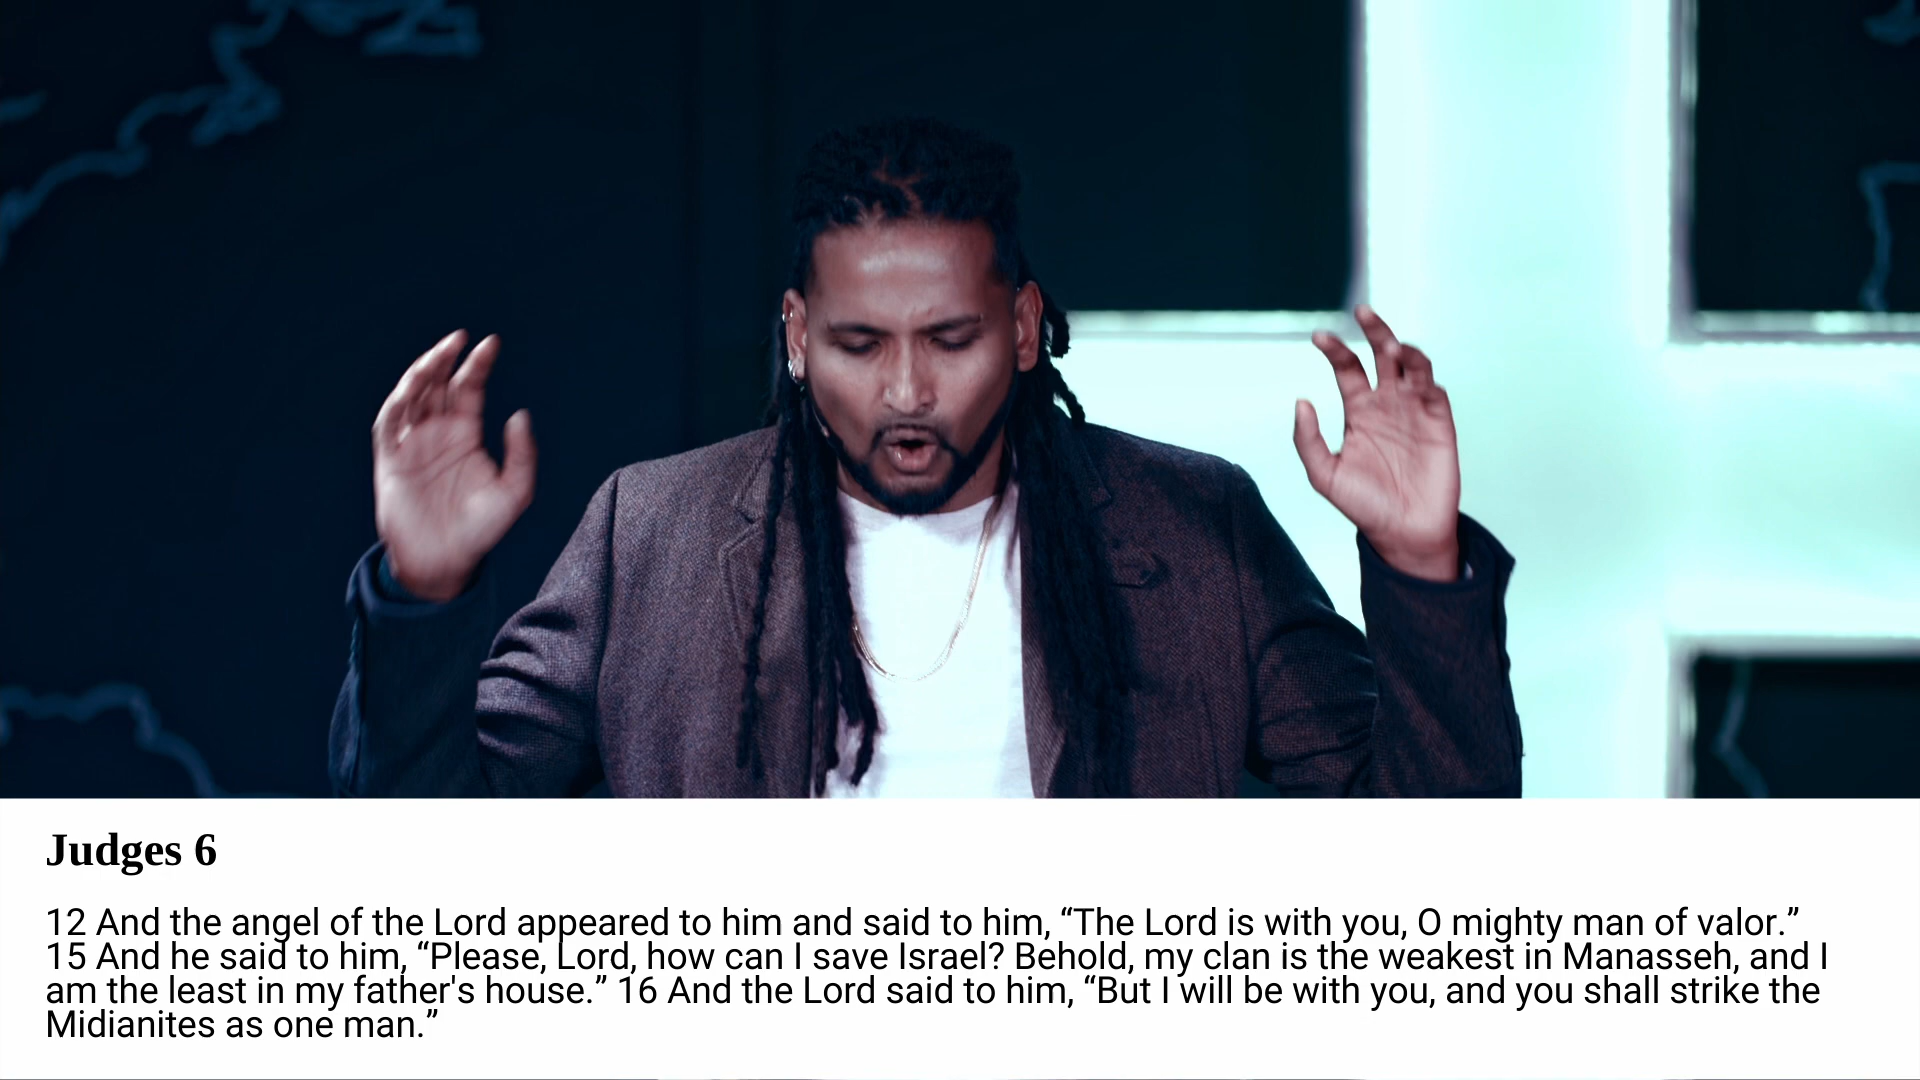 Judges 6
12 And the angel of the Lord appeared to him and said to him, “The Lord is with you, O mighty man of valor.”
15 And he said to him, “Please, Lord, how can I save Israel? Behold, my clan is the weakest in Manasseh, and I
am the least in my father's house.” 16 And the Lord said to him, “But I will be with you, and you shall strike the
Midianites as one man.”